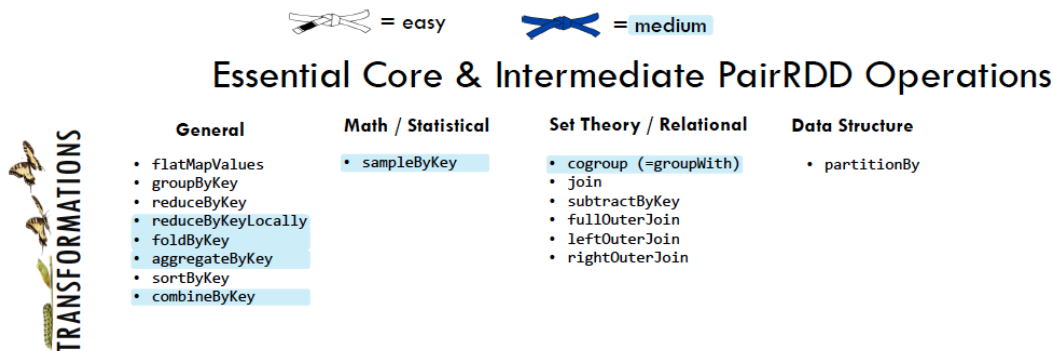 = easy
= medium
Essential Core & Intermediate PairRDD Operations
TRANSFORMATIONS
General
• flatMapValues
• groupByKey
• reduceByKey
• reduceByKeyLocally
• foldByKey
• aggregateByKey
• sortByKey
• combineByKey
Math / Statistical
• sampleByKey
Set Theory / Relational
• cogroup (=groupWith)
• join
• subtractByKey
• fullOuterJoin
• leftOuterJoin
• rightOuterJoin
Data Structure
• partitionBy